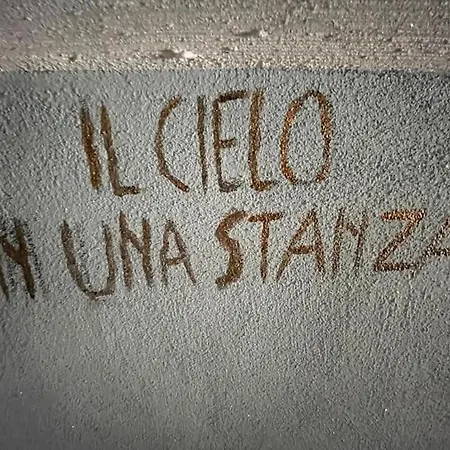 IL CIELO
IN UNA STANZA